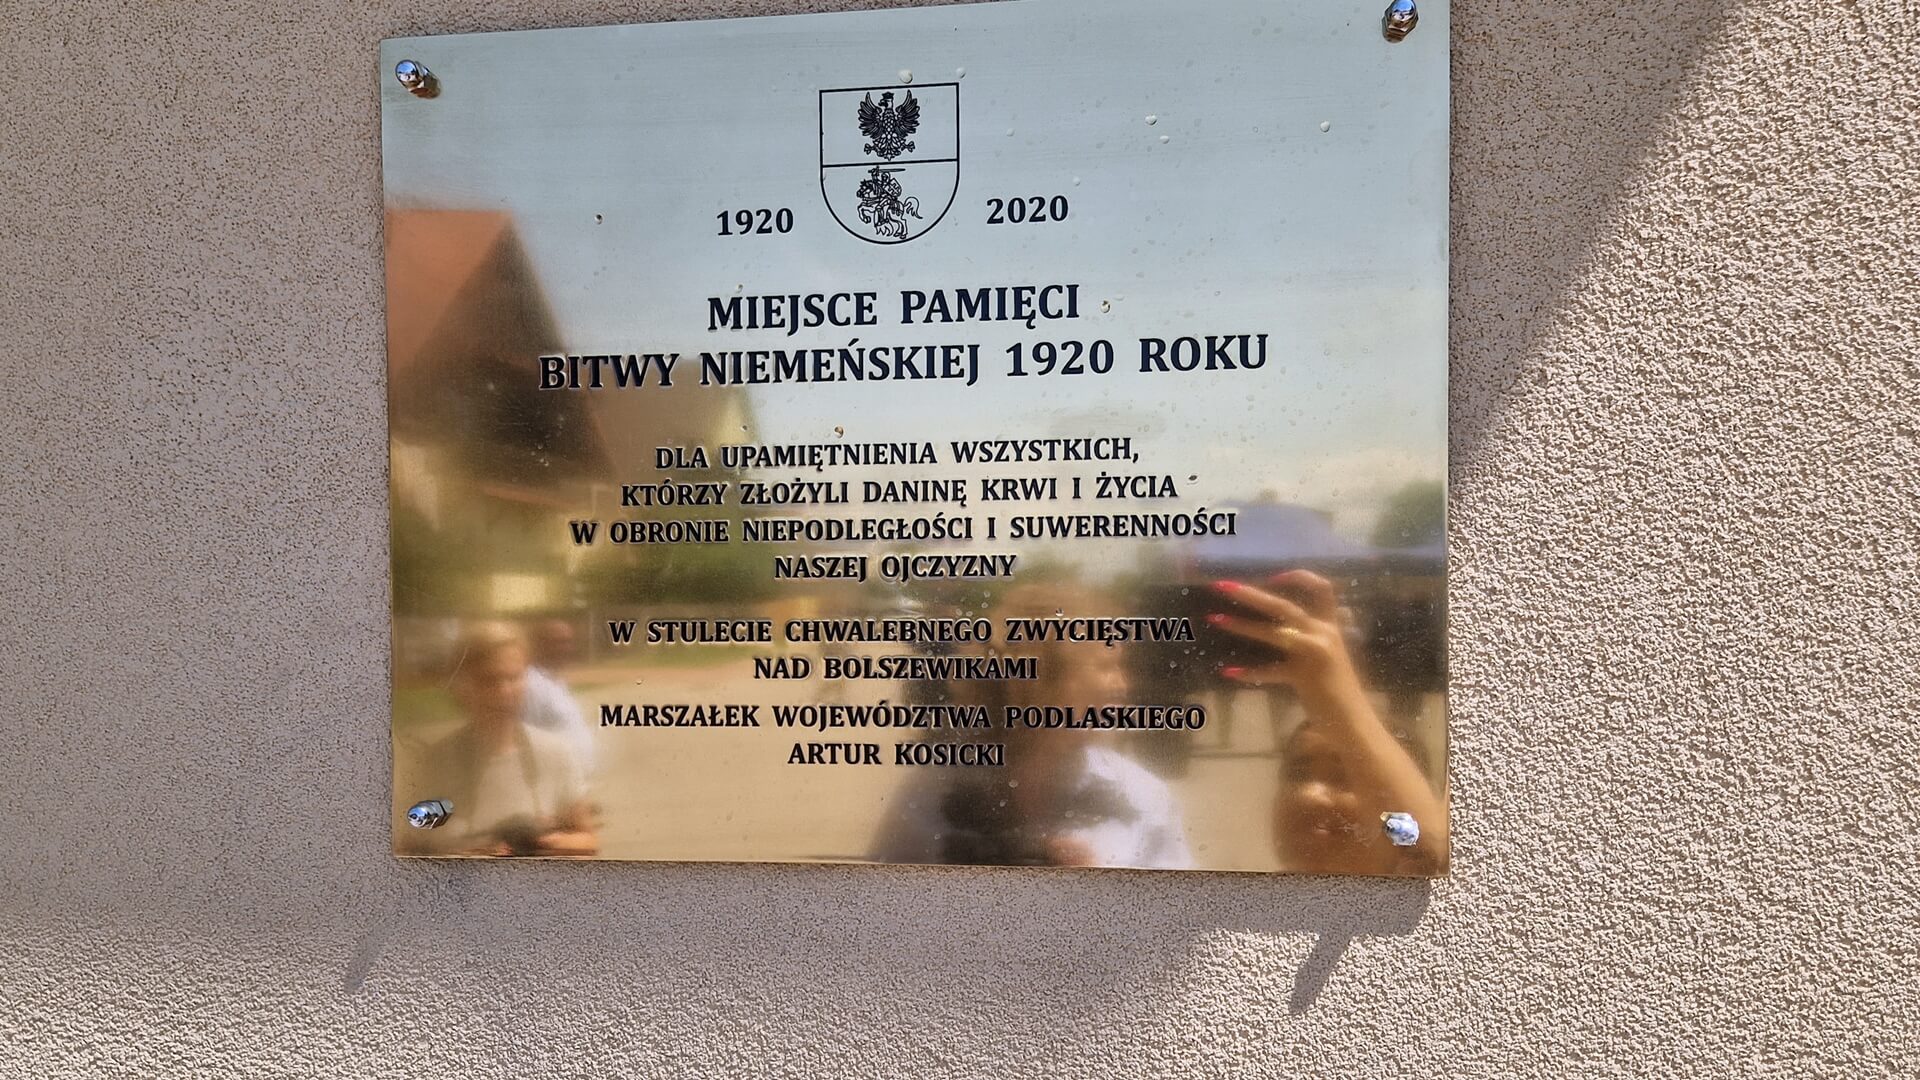 1920 2020
MIEJSCE PAMIĘCI
BITWY NIEMEŃSKIEJ 1920 ROKU
DLA UPAMIĘTNIENIA WSZYSTKICH,
KTÓRZY ZŁOŻYLI DANINĘ KRWI I ŻYCIA
W OBRONIE NIEPODLEGŁOŚCI I SUWERENNOŚCI
NASZEJ OJCZYZNY
W STULECIE CHWALEBNEGO ZWYCIĘSTWA
NAD BOLSZEWIKAMI
MARSZAŁEK WOJEWÓDZTWA PODLASKIEGO
ARTUR KOSICKI